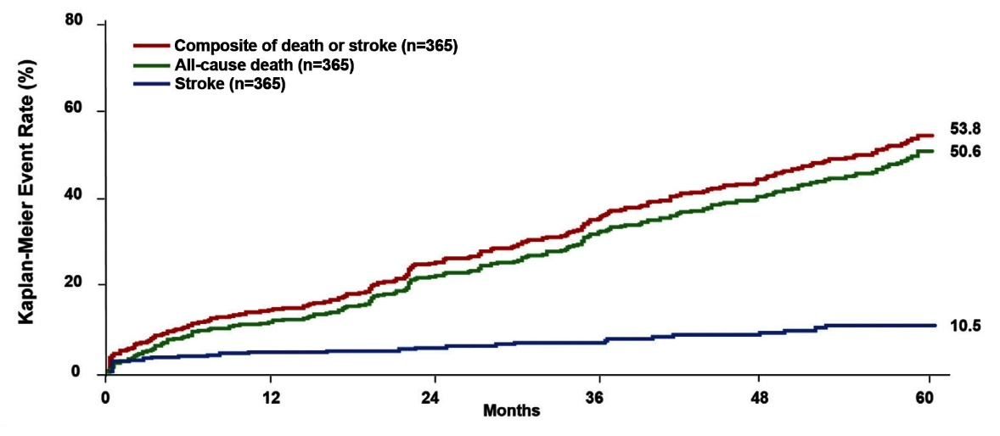 80
Composite of death or stroke (n=365)
All-cause death (n=365)
Stroke (n=365)
Kaplan-Meier Event Rate (%)
60
53.8
50.6
40
20
10.5
0
0 12 24 36 48 60
Months